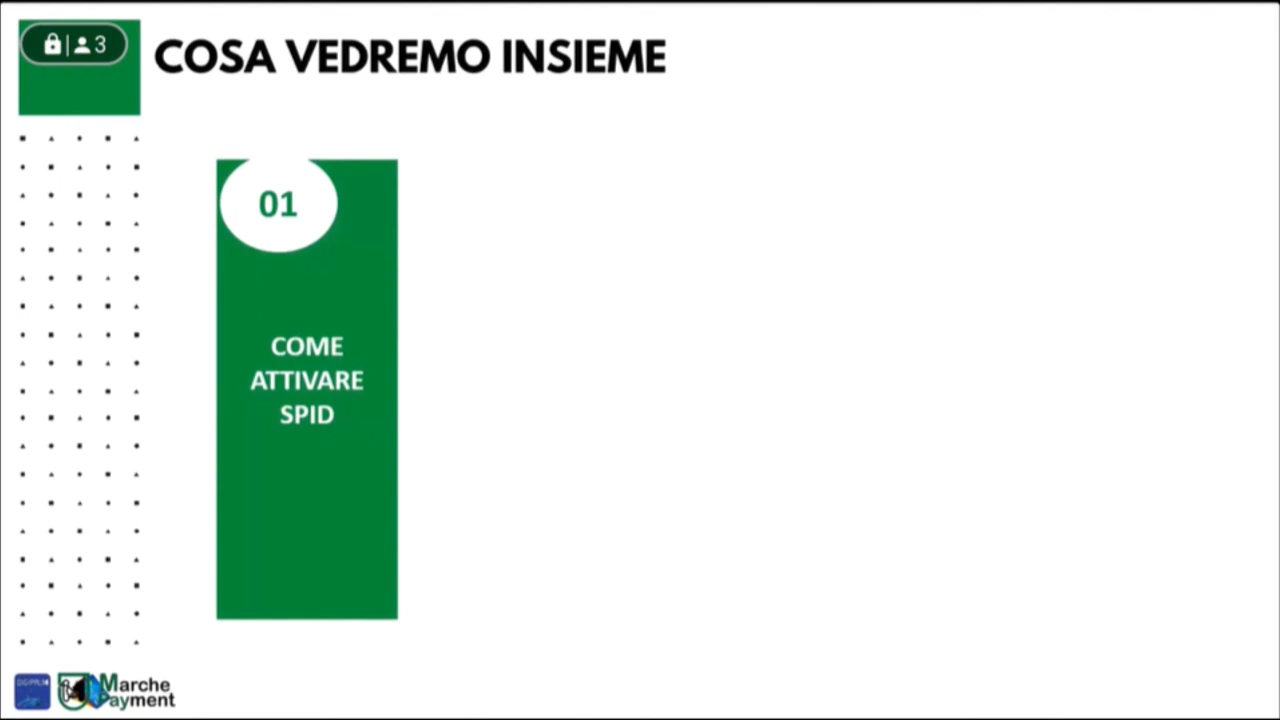 3
COSA VEDREMO INSIEME
01
COME
ATTIVARE
SPID
Marche
Payment